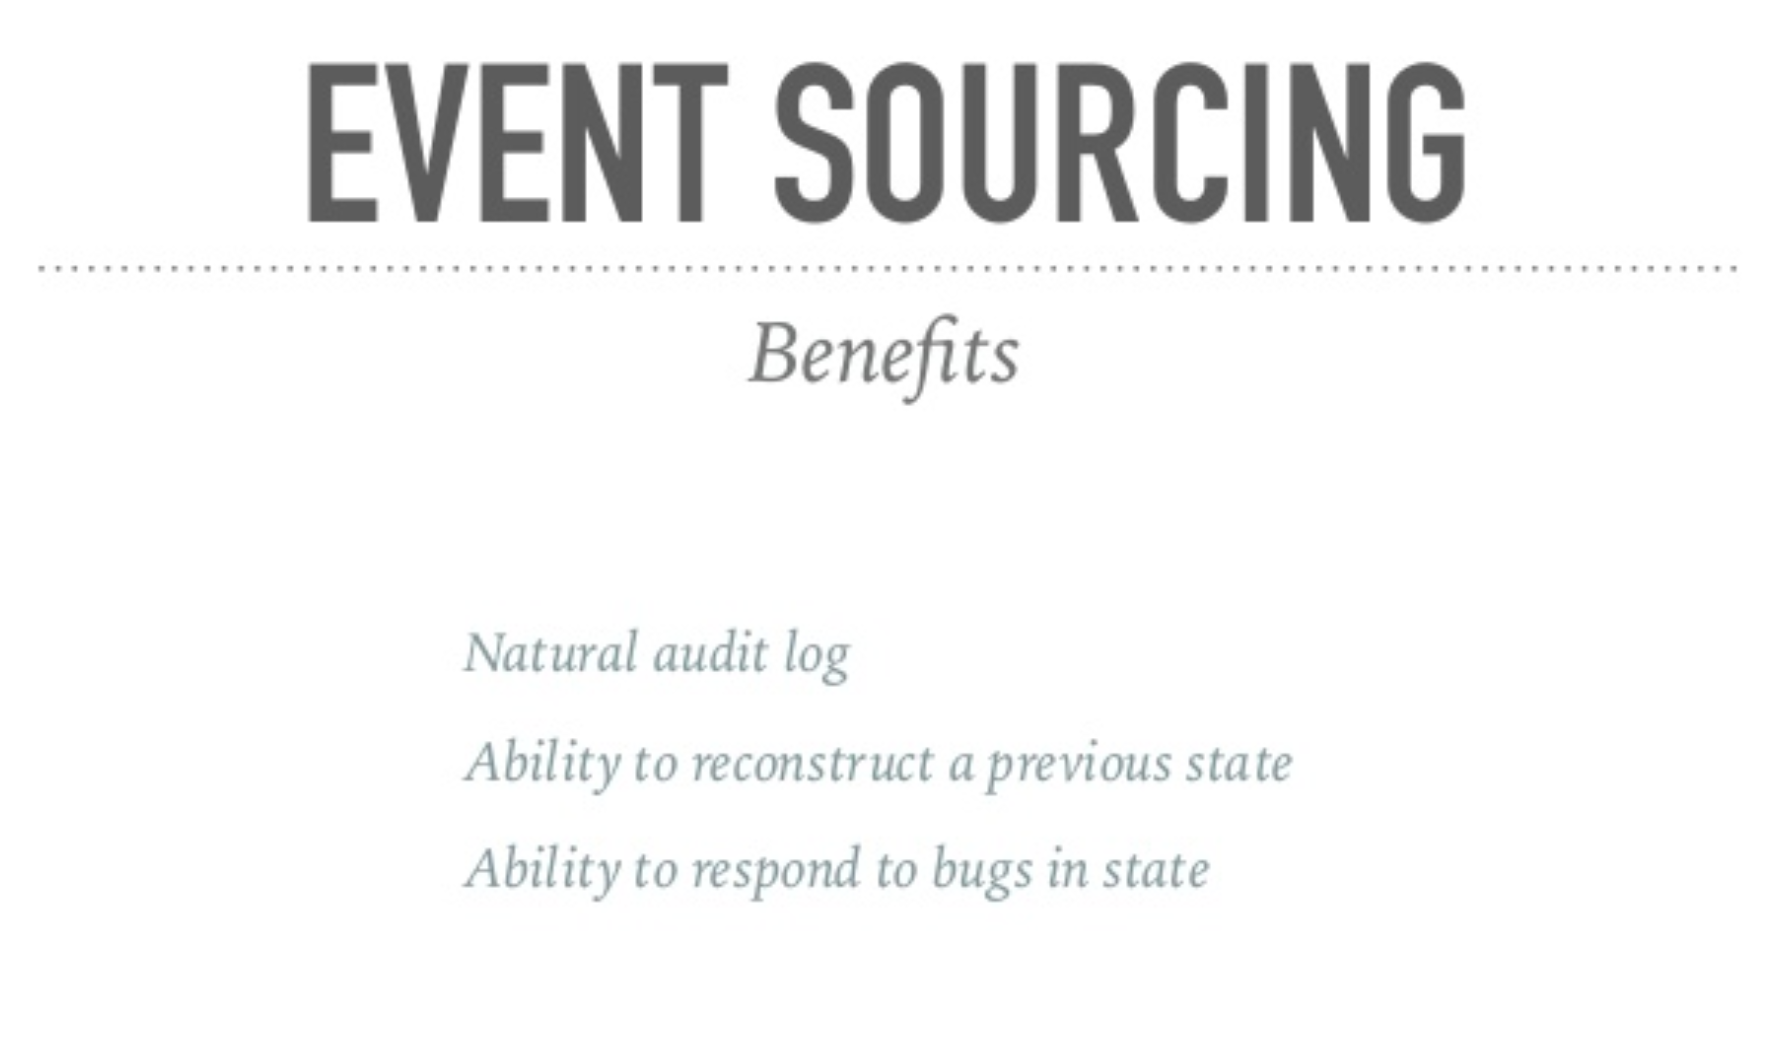 EVENT SOURCING
Benefits
Natural audit log
Ability to reconstruct a previous state
Ability to respond to bugs in state